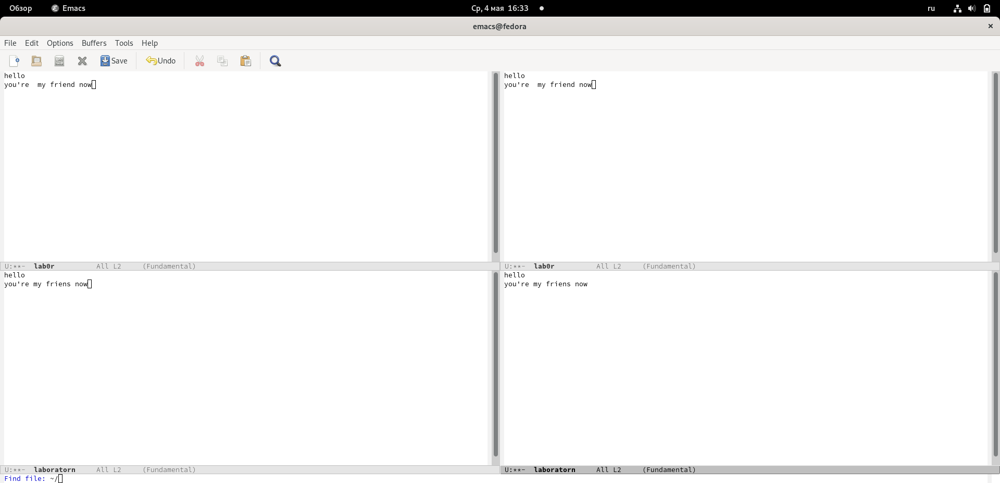 Обзор Emacs Ср, 4 мая 16:33 ru
emacs@fedora
File Edit Options Buffers Tools Help
Save Undo
hello
you're  my friend now
hello
you're  my friend now
U:**-  lab0r          All L2     (Fundamental)
U:**-  lab0r          All L2     (Fundamental)
hello
you're my friens now
hello
you're my friens now
U:**-  laboratorn     All L2     (Fundamental)
U:**-  laboratorn     All L2     (Fundamental)
Find file: ~/